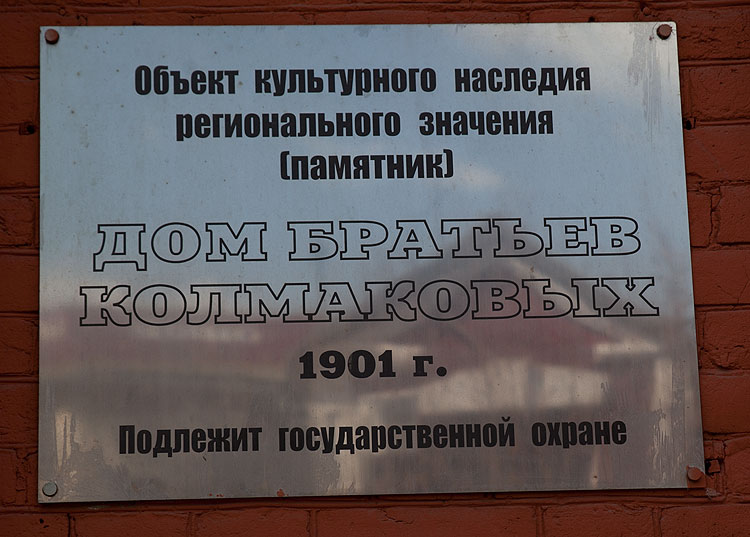 Объект культурного наследия
регионального значения
(памятник)
ДОМ БРАТЬЕВ
КОЛМАКОВЫХ
1901 г.
Подлежит государственной охране